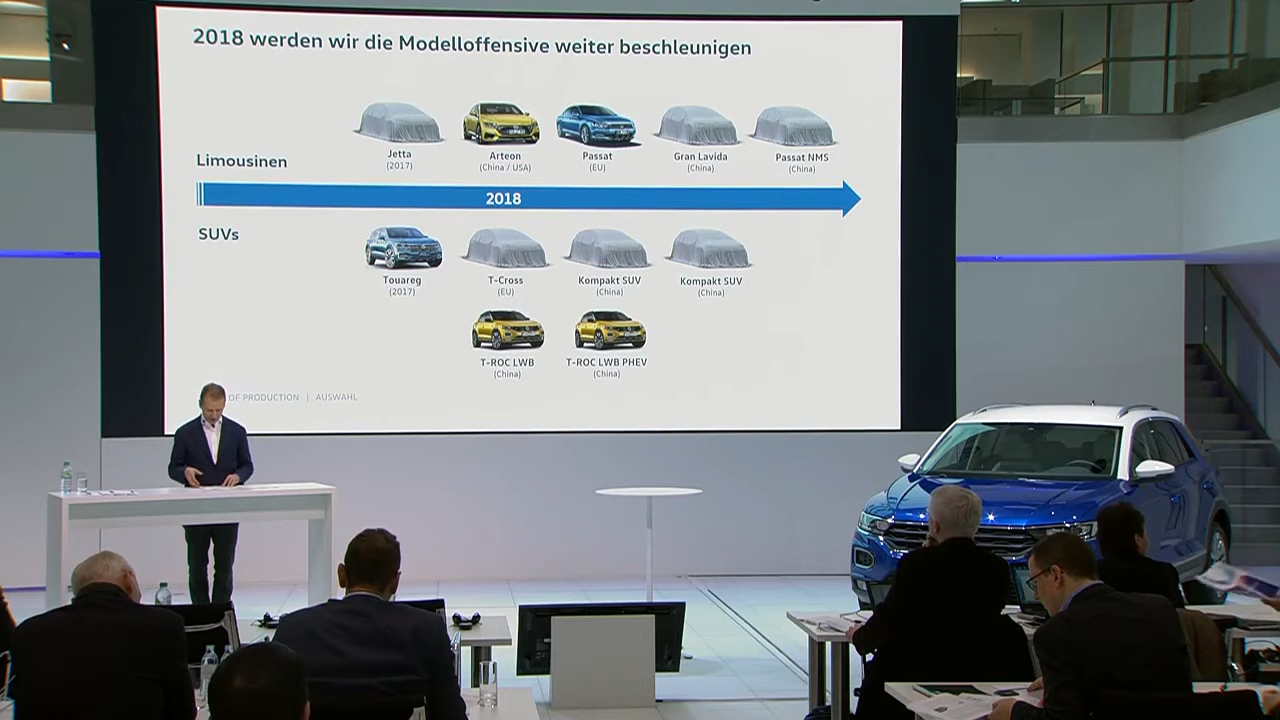 2018 werden wir die Modelloffensive weiter beschleunigen
Jetta
(2017)
Arteon
(China / USA)
Passat
(EU)
Gran Lavida
(China)
Passat NMS
(China)
Limousinen
2018
SUVs
Touareg
(2017)
T-Cross
(EU)
Kompakt SUV
(China)
Kompakt SUV
(China)
T-ROC LWB
(China)
T-ROC LWB PHEV
(China)
OF PRODUCTION | AUSWAHL